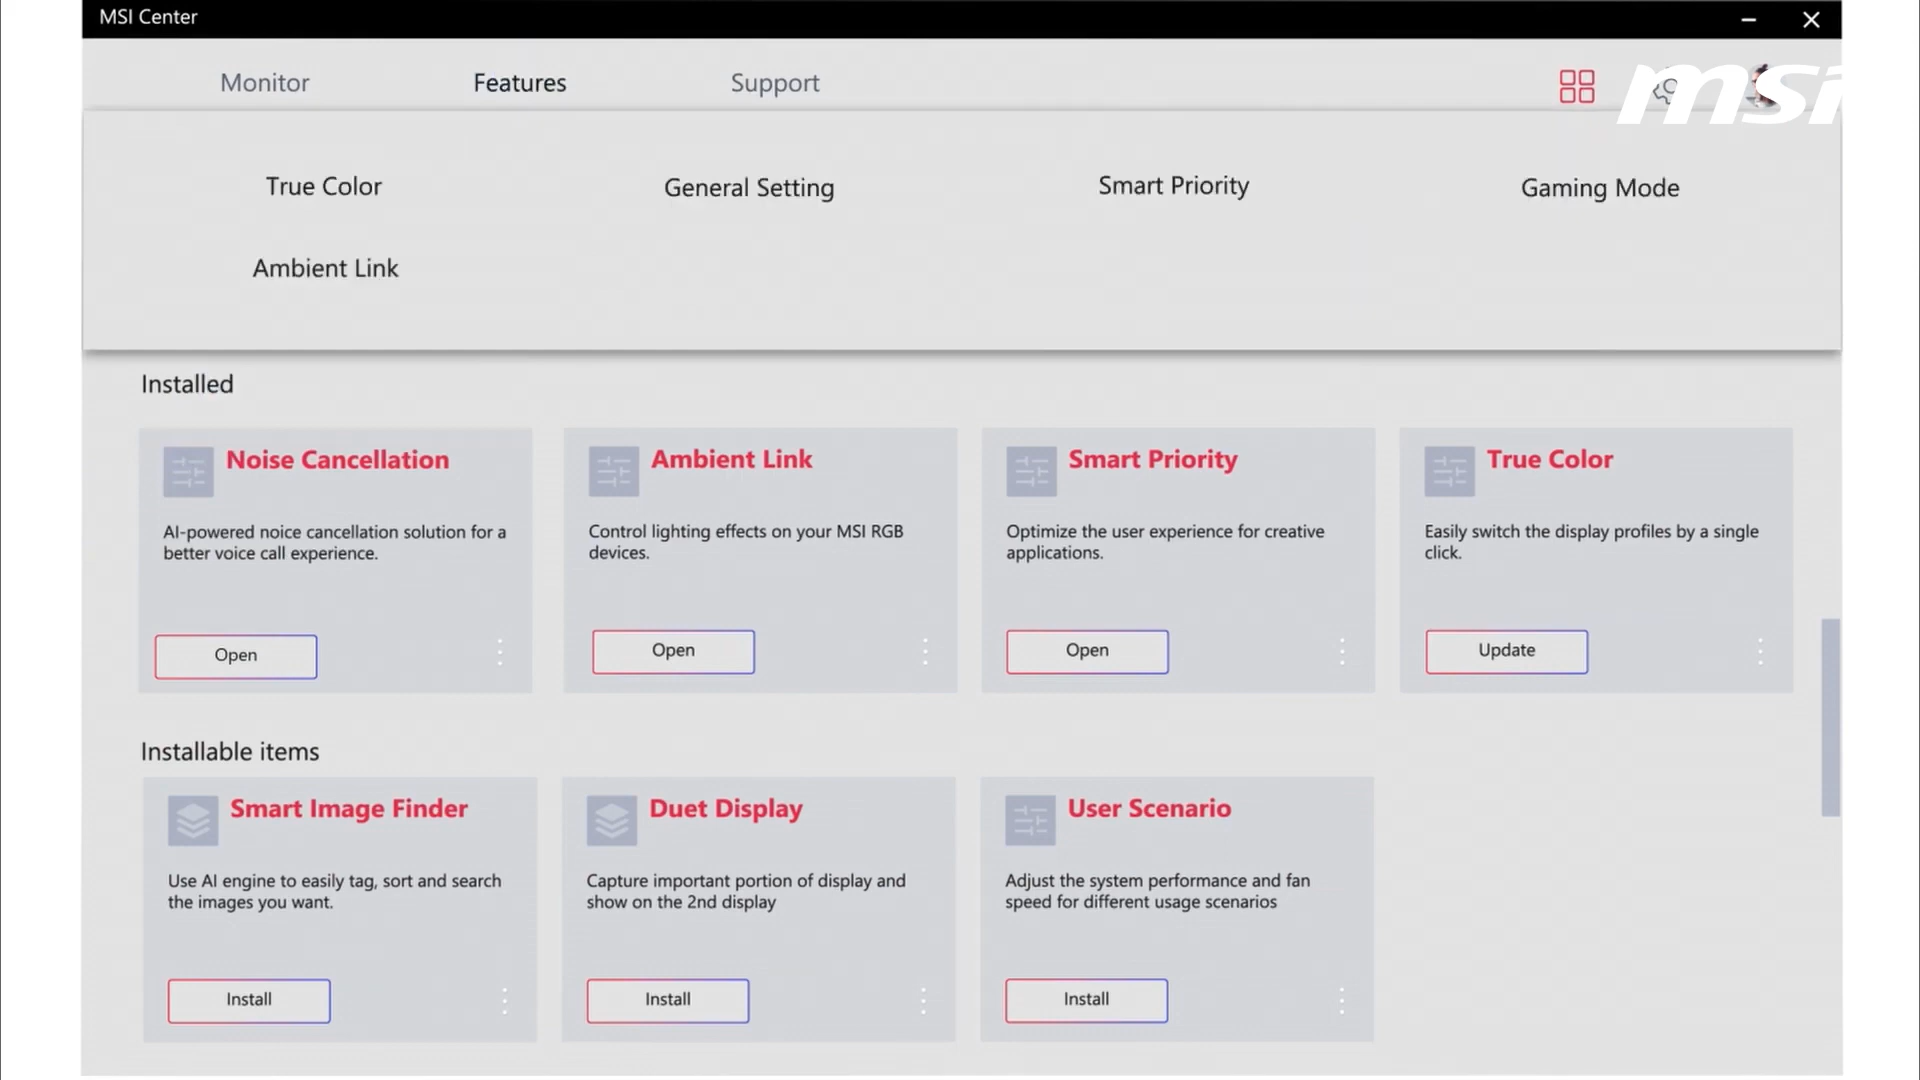 MSI Center
Monitor
Features
Support
msi
True Color
General Setting
Smart Priority
Gaming Mode
Ambient Link
Installed
Noise Cancellation
AI-powered noice cancellation solution for a
better voice call experience.
Open
Ambient Link
Control lighting effects on your MSI RGB
devices.
Open
Smart Priority
Optimize the user experience for creative
applications.
Open
True Color
Easily switch the display profiles by a single
click.
Update
Installable items
Smart Image Finder
Use AI engine to easily tag, sort and search
the images you want.
Install
Duet Display
Capture important portion of display and
show on the 2nd display
Install
User Scenario
Adjust the system performance and fan
speed for different usage scenarios
Install